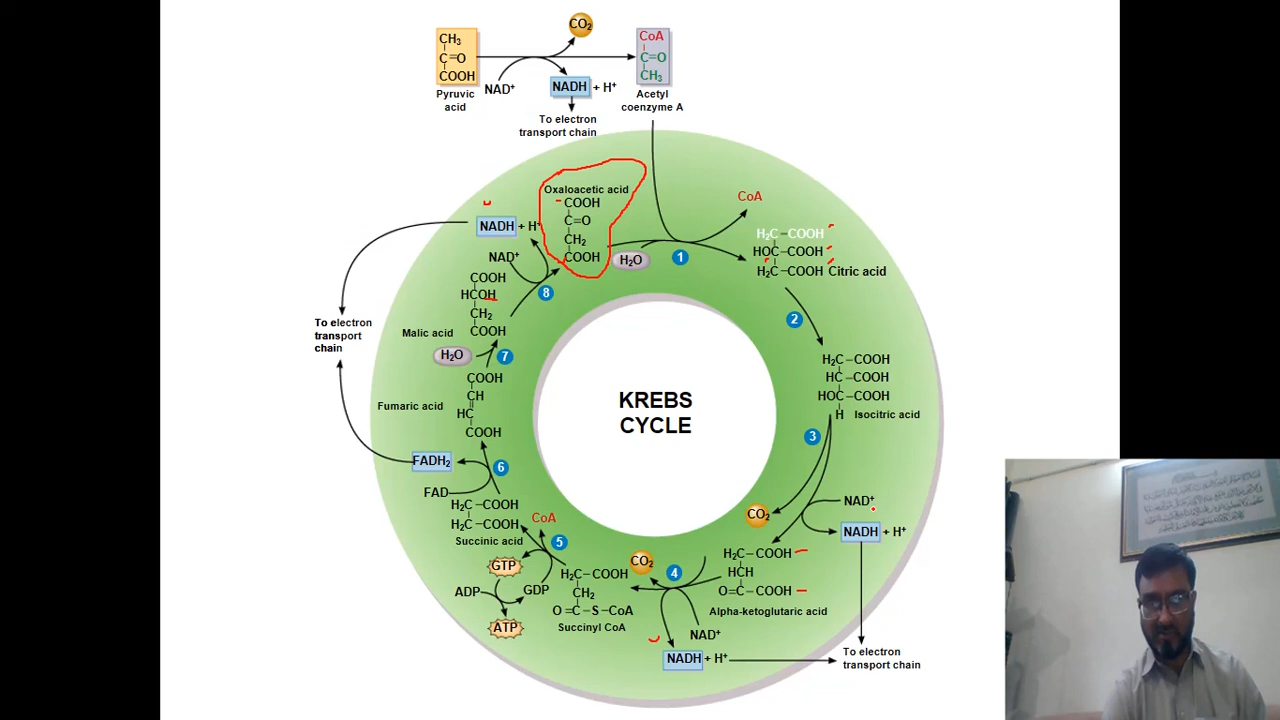 CO2
CH3
C=O
COOH
Pyruvic
acid
NAD+
NADH + H+
To electron
transport chain
CoA
C=O
CH3
Acetyl
coenzyme A
Oxaloacetic acid
COOH
C=O
CH2
COOH
H2O
1
CoA
H2C–COOH
HOC–COOH
H2C–COOH Citric acid
2
H2C–COOH
HC–COOH
HOC–COOH
H Isocitric acid
3
CO2
NAD+
NADH + H+
To electron
transport chain
H2C–COOH
HCH
O=C–COOH
Alpha-ketoglutaric acid
4
CO2
NAD+
NADH + H+
H2C–COOH
CH2
O=C–S–CoA
Succinyl CoA
5
CoA
GTP
GDP
ADP
ATP
H2C–COOH
H2C–COOH
Succinic acid
6
FAD
FADH2
COOH
CH
HC
COOH
Fumaric acid
7
H2O
COOH
HCOH
CH2
COOH
Malic acid
8
NAD+
NADH + H+
To electron
transport
chain
KREBS
CYCLE